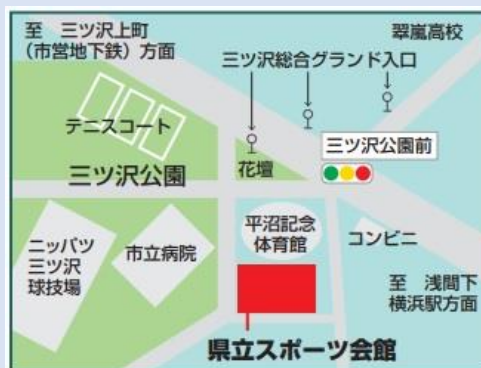 至　三ツ沢上町
（市営地下鉄）方面
翠嵐高校
三ツ沢総合グランド入口
テニスコート
三ツ沢公園前
三ツ沢公園
花壇
平沼記念
体育館
コンビニ
ニッパツ
三ツ沢
球技場
市立病院
至　浅間下
横浜駅方面
県立スポーツ会館